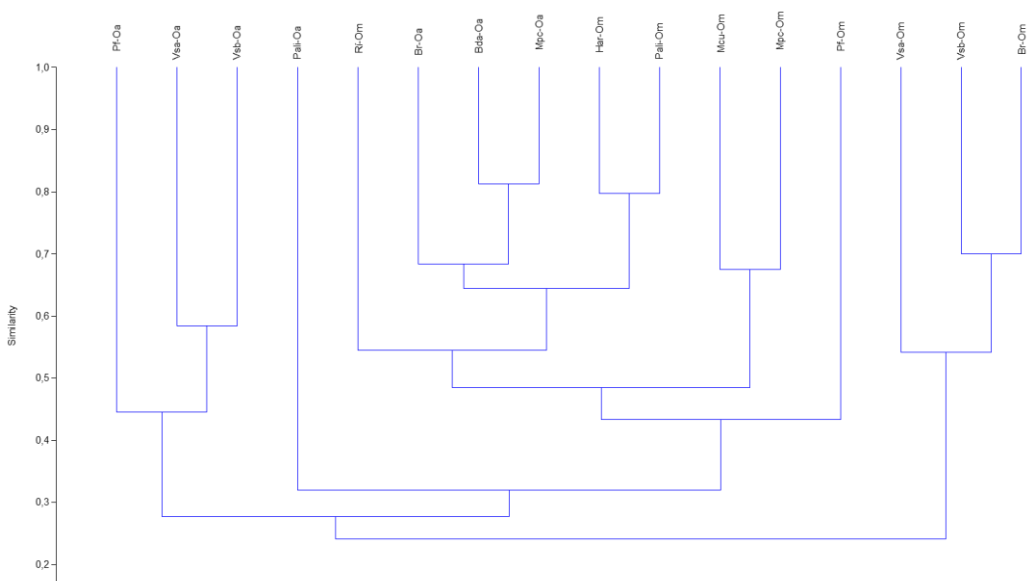 Pf-Oa
Vsa-Oa
Vsb-Oa
Pali-Oa
Ri-Om
Br-Oa
Bda-Oa
Mpc-Oa
Har-Om
Pali-Om
Mcu-Om
Mpc-Om
Pf-Om
Vsa-Om
Vsb-Om
Br-Om
1,0
0,9
0,8
0,7
0,6
0,5
0,4
0,3
0,2
Similarity